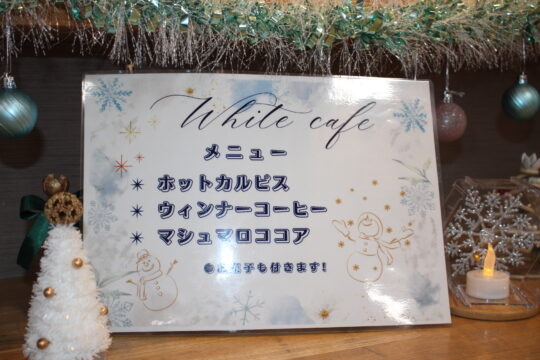 White cafe
メニュー
* ホットカルピス
* ウィンナーコーヒー
* マシュマロココア
●お菓子も付きます!